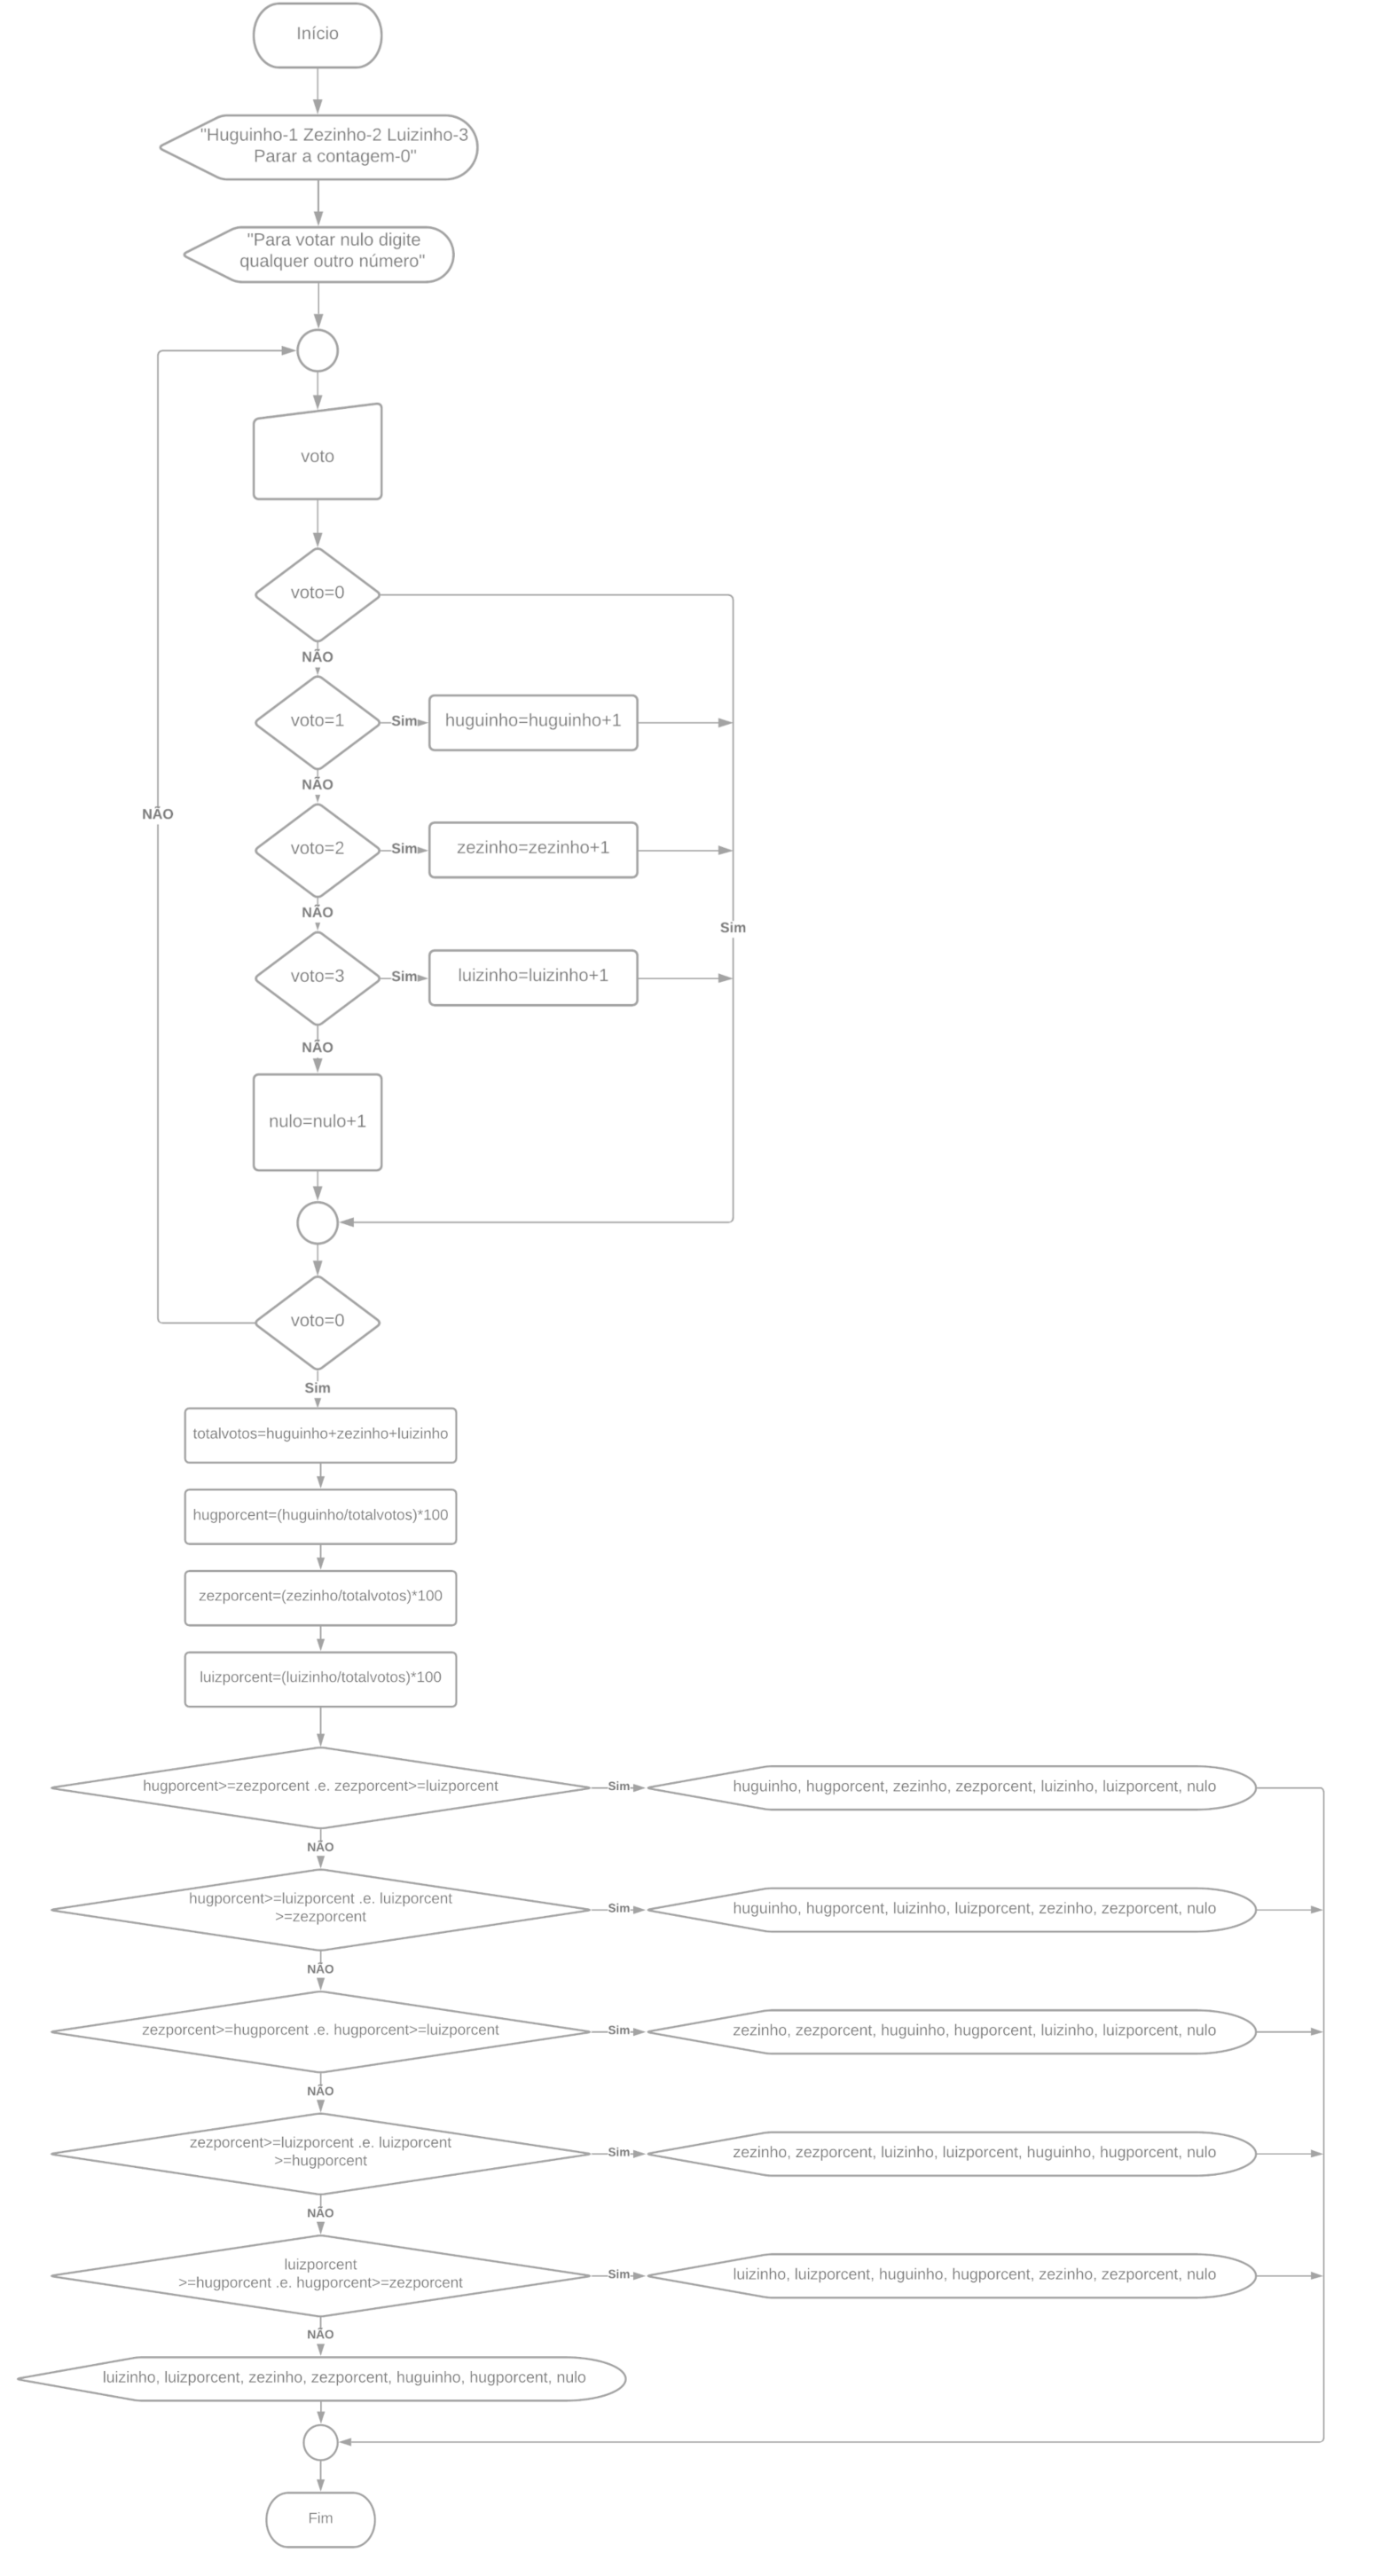 Início
"Huguinho-1 Zezinho-2 Luizinho-3
Parar a contagem-0"
"Para votar nulo digite
qualquer outro número"
voto
voto=0
NÃO
voto=1
Sim
huguinho=huguinho+1
NÃO
NÃO
voto=2
Sim
zezinho=zezinho+1
NÃO
Sim
voto=3
Sim
luizinho=luizinho+1
NÃO
nulo=nulo+1
voto=0
Sim
totalvotos=huguinho+zezinho+luizinho
hugporcent=(huguinho/totalvotos)*100
zezporcent=(zezinho/totalvotos)*100
luizporcent=(luizinho/totalvotos)*100
hugporcent>=zezporcent .e. zezporcent>=luizporcent
Sim
huguinho, hugporcent, zezinho, zezporcent, luizinho, luizporcent, nulo
NÃO
hugporcent>=luizporcent .e. luizporcent
>=zezporcent
Sim
huguinho, hugporcent, luizinho, luizporcent, zezinho, zezporcent, nulo
NÃO
zezporcent>=hugporcent .e. hugporcent>=luizporcent
Sim
zezinho, zezporcent, huguinho, hugporcent, luizinho, luizporcent, nulo
NÃO
zezporcent>=luizporcent .e. luizporcent
>=hugporcent
Sim
zezinho, zezporcent, luizinho, luizporcent, huguinho, hugporcent, nulo
NÃO
luizporcent
>=hugporcent .e. hugporcent>=zezporcent
Sim
luizinho, luizporcent, huguinho, hugporcent, zezinho, zezporcent, nulo
NÃO
luizinho, luizporcent, zezinho, zezporcent, huguinho, hugporcent, nulo
Fim